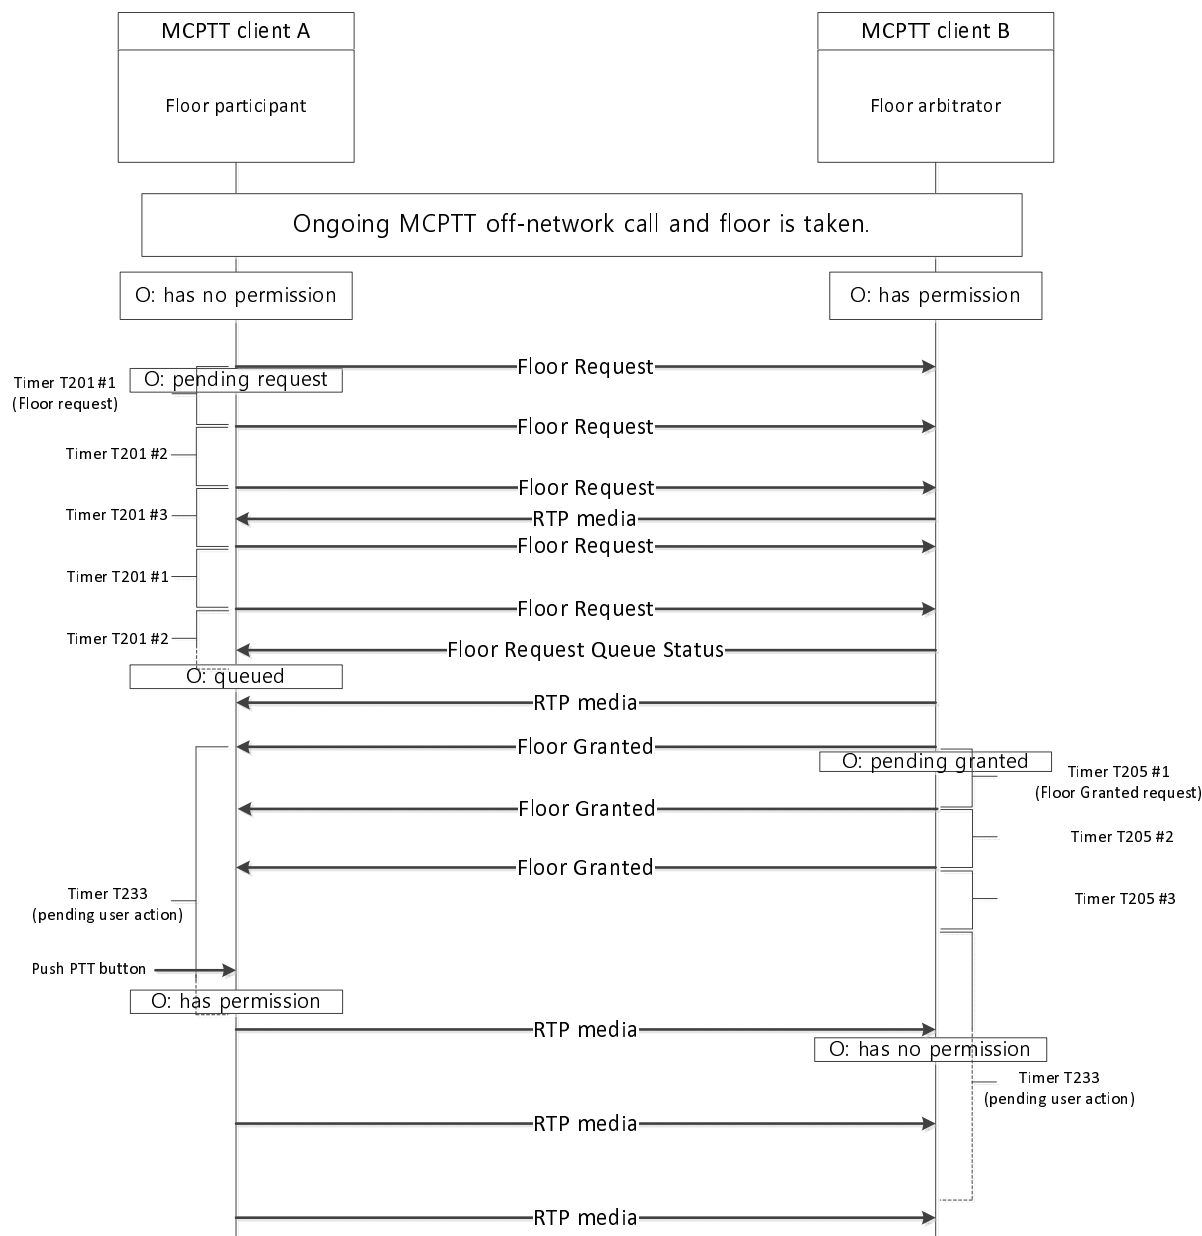 MCPTT client A
MCPTT client B
Floor participant
Floor arbitrator
Ongoing MCPTT off-network call and floor is taken.
O: has no permission
O: has permission
Floor Request
O: pending request
Timer T201 #1
(Floor request)
Floor Request
Timer T201 #2
Floor Request
Timer T201 #3
RTP media
Floor Request
Timer T201 #1
Floor Request
Timer T201 #2
Floor Request Queue Status
O: queued
RTP media
Floor Granted
O: pending granted
Timer T205 #1
(Floor Granted request)
Floor Granted
Timer T205 #2
Floor Granted
Timer T233
(pending user action)
Timer T205 #3
Push PTT button
O: has permission
RTP media
O: has no permission
Timer T233
(pending user action)
RTP media
RTP media